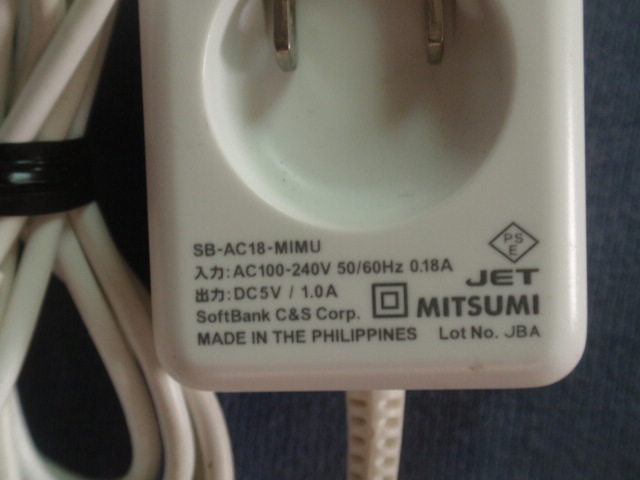 SB-AC18-MIMU
PS
E
入力:AC100-240V 50/60Hz 0.18A
JET
出力:DC5V / 1.0A
MITSUMI
SoftBank C&S Corp.
MADE IN THE PHILIPPINES
Lot No. JBA